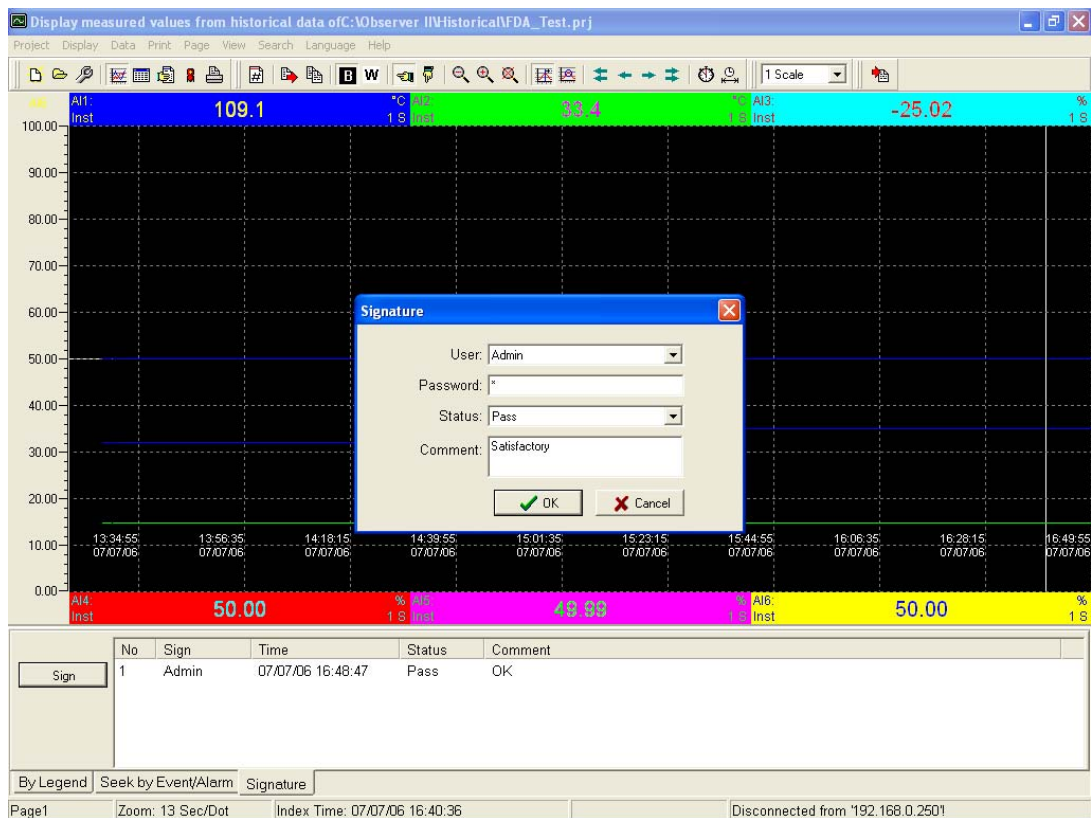 Display measured values from historical data ofC:\Observer II\Historical\FDA_Test.prj
Project Display Data Print Page View Search Language Help
B W 1 Scale
AI1: 109.1 °C AI2: 33.4 °C AI3: -25.02 %
Inst 1 S Inst 1 S Inst 1 S
100.00
90.00
80.00
70.00
60.00
50.00
40.00
30.00
20.00
10.00
0.00
Signature
User: Admin
Password: *
Status: Pass
Comment: Satisfactory
OK Cancel
13:34:55 13:56:35 14:18:15 14:39:55 15:01:35 15:23:15 15:44:55 16:06:35 16:28:15 16:49:55
07/07/06 07/07/06 07/07/06 07/07/06 07/07/06 07/07/06 07/07/06 07/07/06 07/07/06 07/07/06
AI4: 50.00 % AI5: 49.99 % AI6: 50.00 %
Inst 1 S Inst 1 S Inst 1 S
No Sign Time Status Comment
Sign
1 Admin 07/07/06 16:48:47 Pass OK
By Legend Seek by Event/Alarm Signature
Page1 Zoom: 13 Sec/Dot Index Time: 07/07/06 16:40:36 Disconnected from '192.168.0.250'!